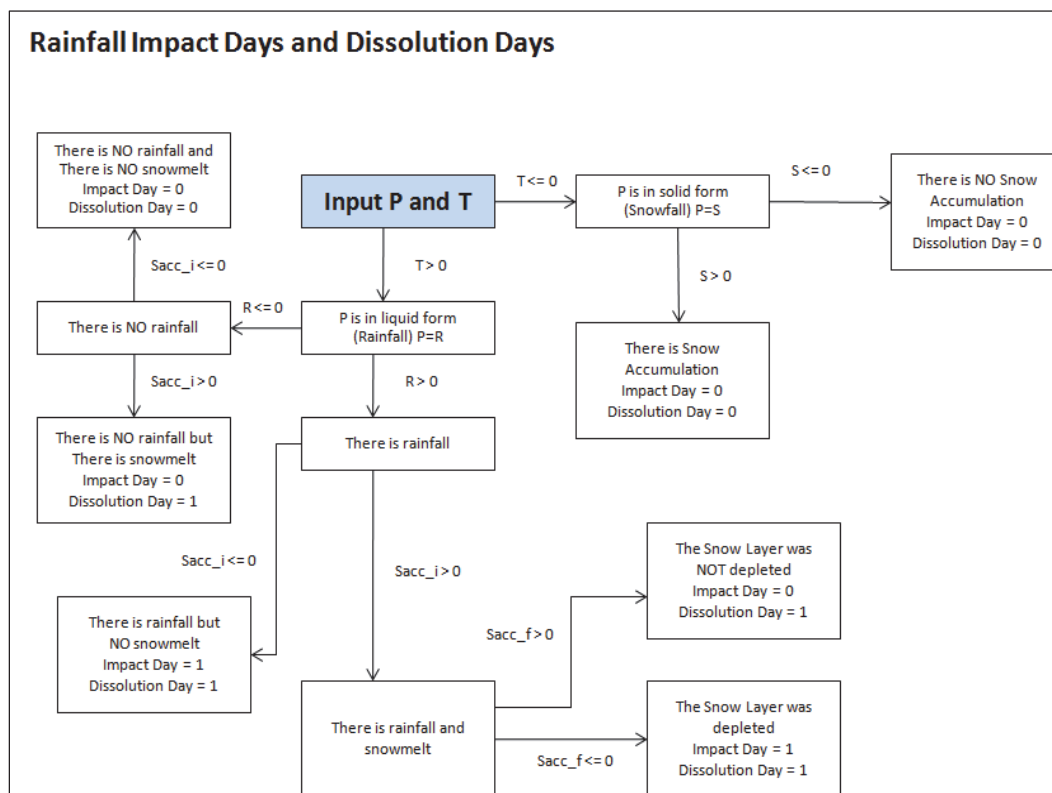 Rainfall Impact Days and Dissolution Days
There is NO rainfall and
There is NO snowmelt
Impact Day = 0
Dissolution Day = 0
Input P and T
T<=0
P is in solid form
(Snowfall) P=S
S<=0
There is NO Snow
Accumulation
Impact Day = 0
Dissolution Day = 0
Sacc_i<=0
T>0
S>0
There is NO rainfall
R<=0
P is in liquid form
(Rainfall) P=R
There is Snow
Accumulation
Impact Day = 0
Dissolution Day = 0
Sacc_i>0
R>0
There is NO rainfall but
There is snowmelt
Impact Day = 0
Dissolution Day = 1
There is rainfall
Sacc_i<=0
Sacc_i>0
The Snow Layer was
NOT depleted
Impact Day = 0
Dissolution Day = 1
There is rainfall but
NO snowmelt
Impact Day = 1
Dissolution Day = 1
Sacc_f>0
There is rainfall and
snowmelt
Sacc_f<=0
The Snow Layer was
depleted
Impact Day = 1
Dissolution Day = 1